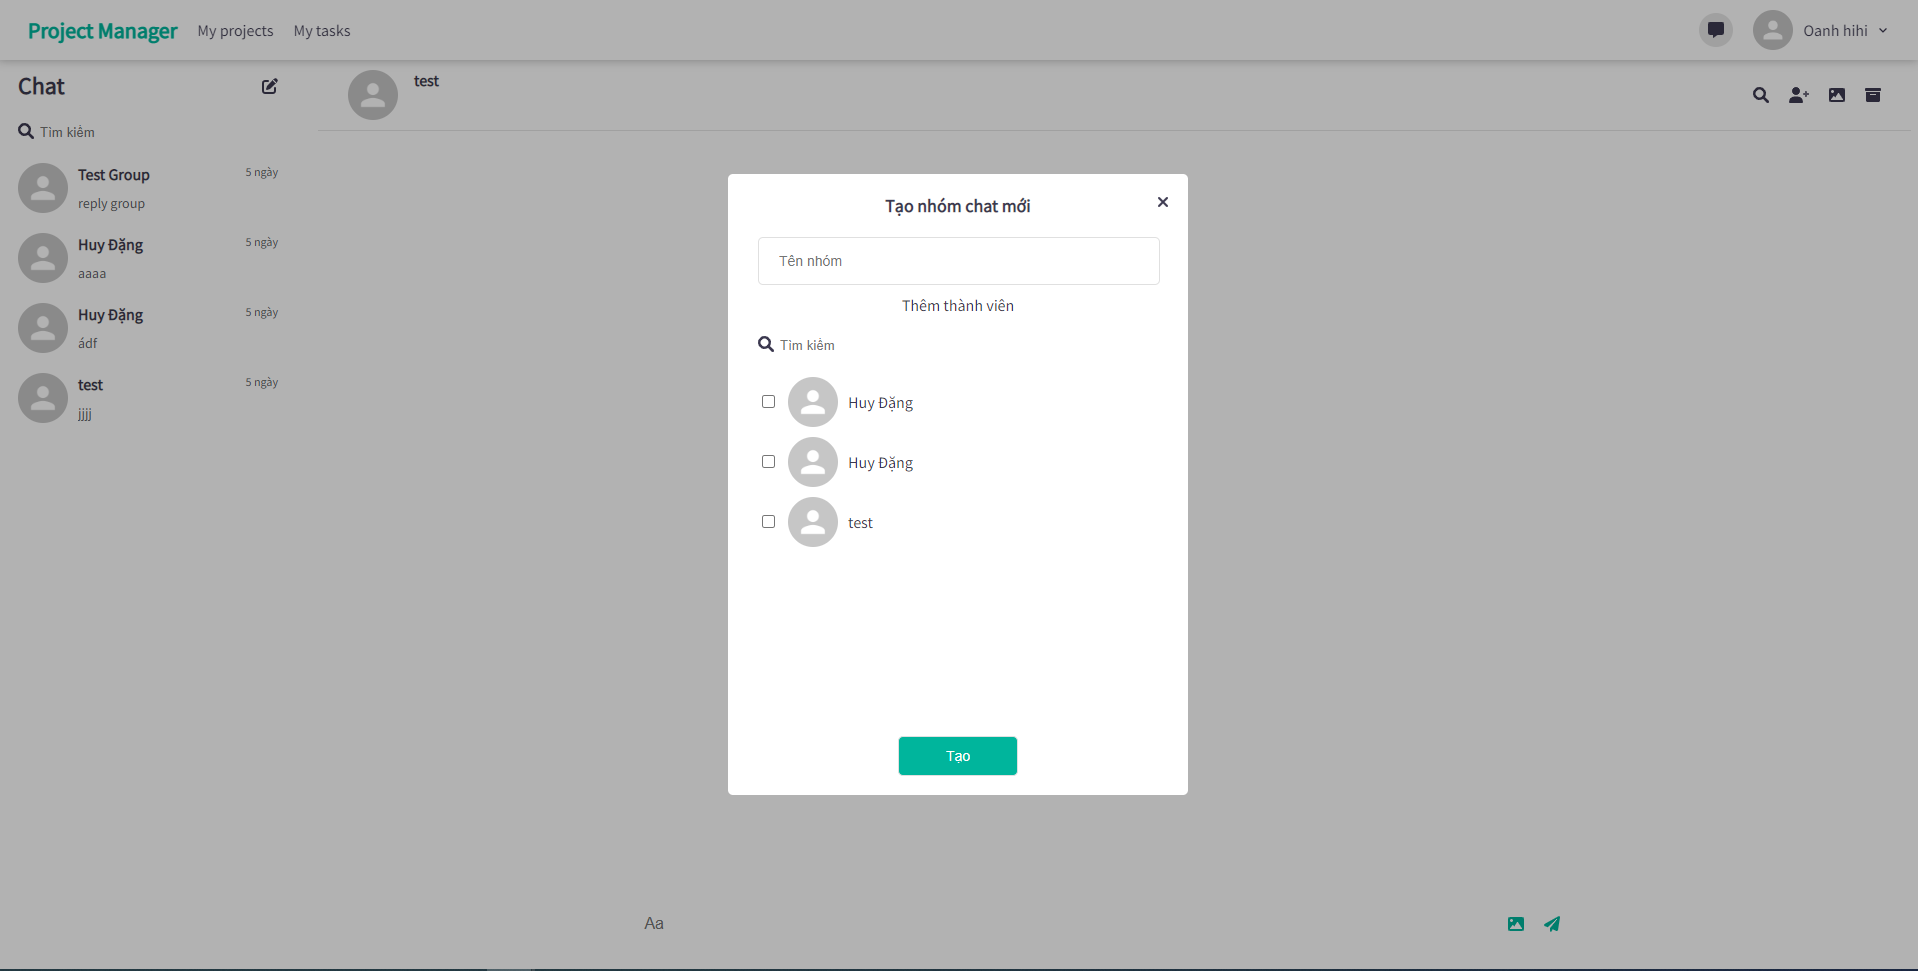 Project Manager My projects My tasks Oanh hihi
Chat
Tìm kiếm
Test Group 5 ngày
reply group
Huy Đặng 5 ngày
aaaa
Huy Đặng 5 ngày
ádf
test 5 ngày
jjjj
test
Tạo nhóm chat mới
Tên nhóm
Thêm thành viên
Tìm kiếm
Huy Đặng
Huy Đặng
test
Tạo
Aa